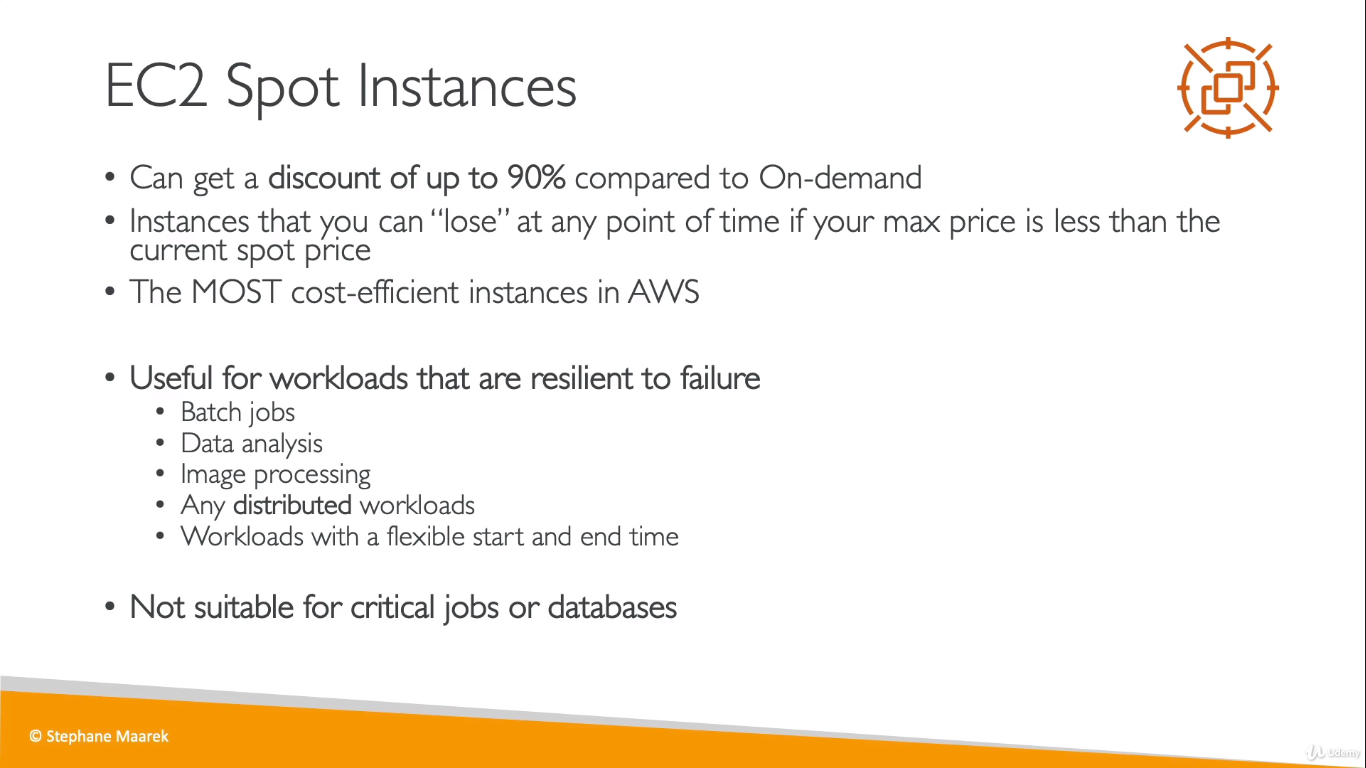 EC2 Spot Instances
• Can get a discount of up to 90% compared to On-demand
• Instances that you can “lose” at any point of time if your max price is less than the
current spot price
• The MOST cost-efficient instances in AWS
• Useful for workloads that are resilient to failure
• Batch jobs
• Data analysis
• Image processing
• Any distributed workloads
• Workloads with a flexible start and end time
• Not suitable for critical jobs or databases
© Stephane Maarek
Udemy